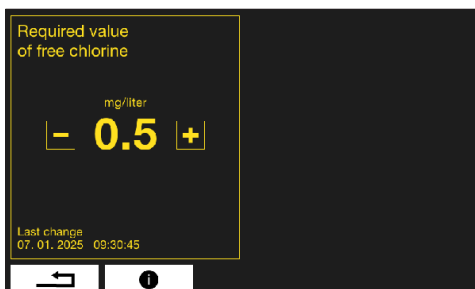 Required value
of free chlorine
mg/liter
- 0.5 +
Last change
07. 01. 2025 09:30:45
i